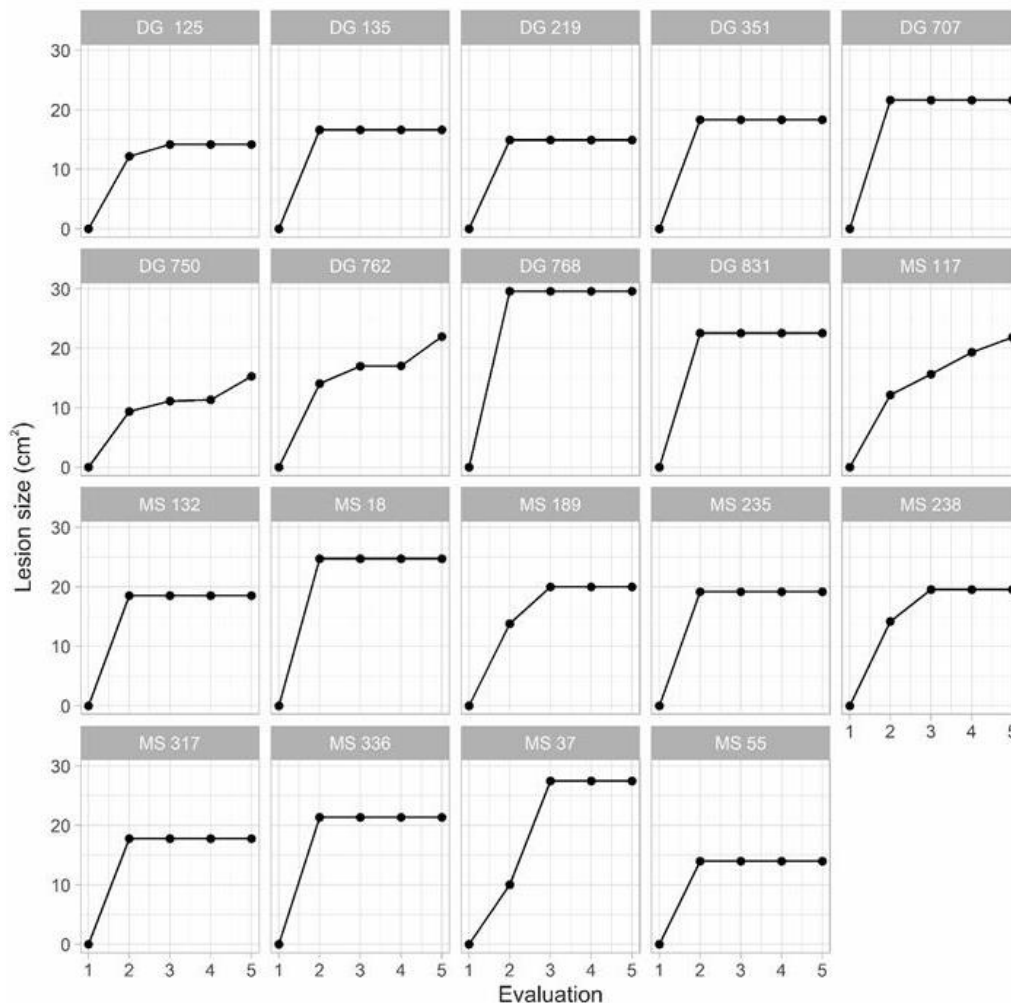 DG 125 DG 135 DG 219 DG 351 DG 707
30
20
10
0
DG 750 DG 762 DG 768 DG 831 MS 117
30
20
10
0
Lesion size (cm²)
MS 132 MS 18 MS 189 MS 235 MS 238
30
20
10
0
1 2 3 4 5
MS 317 MS 336 MS 37 MS 55
30
20
10
0
1 2 3 4 5 1 2 3 4 5 1 2 3 4 5 1 2 3 4 5
Evaluation